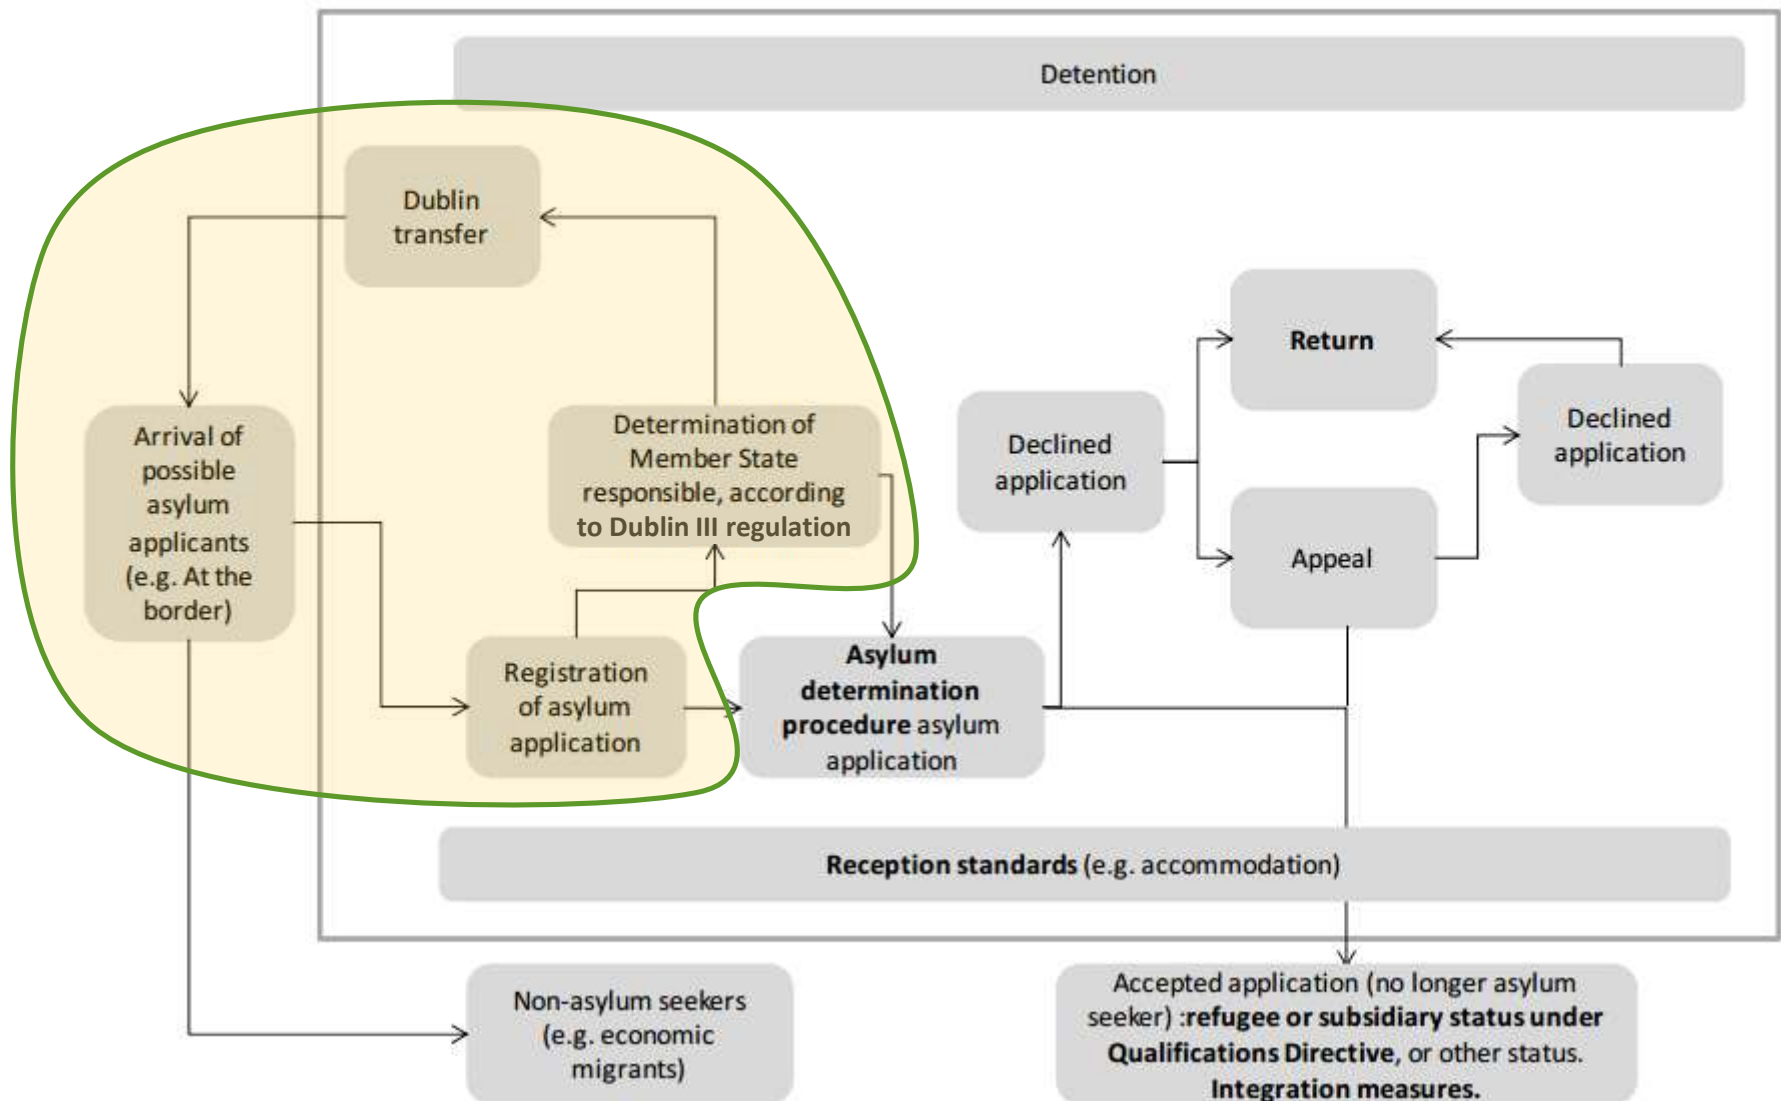 Detention
Dublin
transfer
Arrival of
possible
asylum
applicants
(e.g. At the
border)
Determination of
Member State
responsible, according
to Dublin III regulation
Registration
of asylum
application
Asylum
determination
procedure asylum
application
Declined
application
Return
Appeal
Declined
application
Reception standards (e.g. accommodation)
Non-asylum seekers
(e.g. economic
migrants)
Accepted application (no longer asylum
seeker) :refugee or subsidiary status under
Qualifications Directive, or other status.
Integration measures.